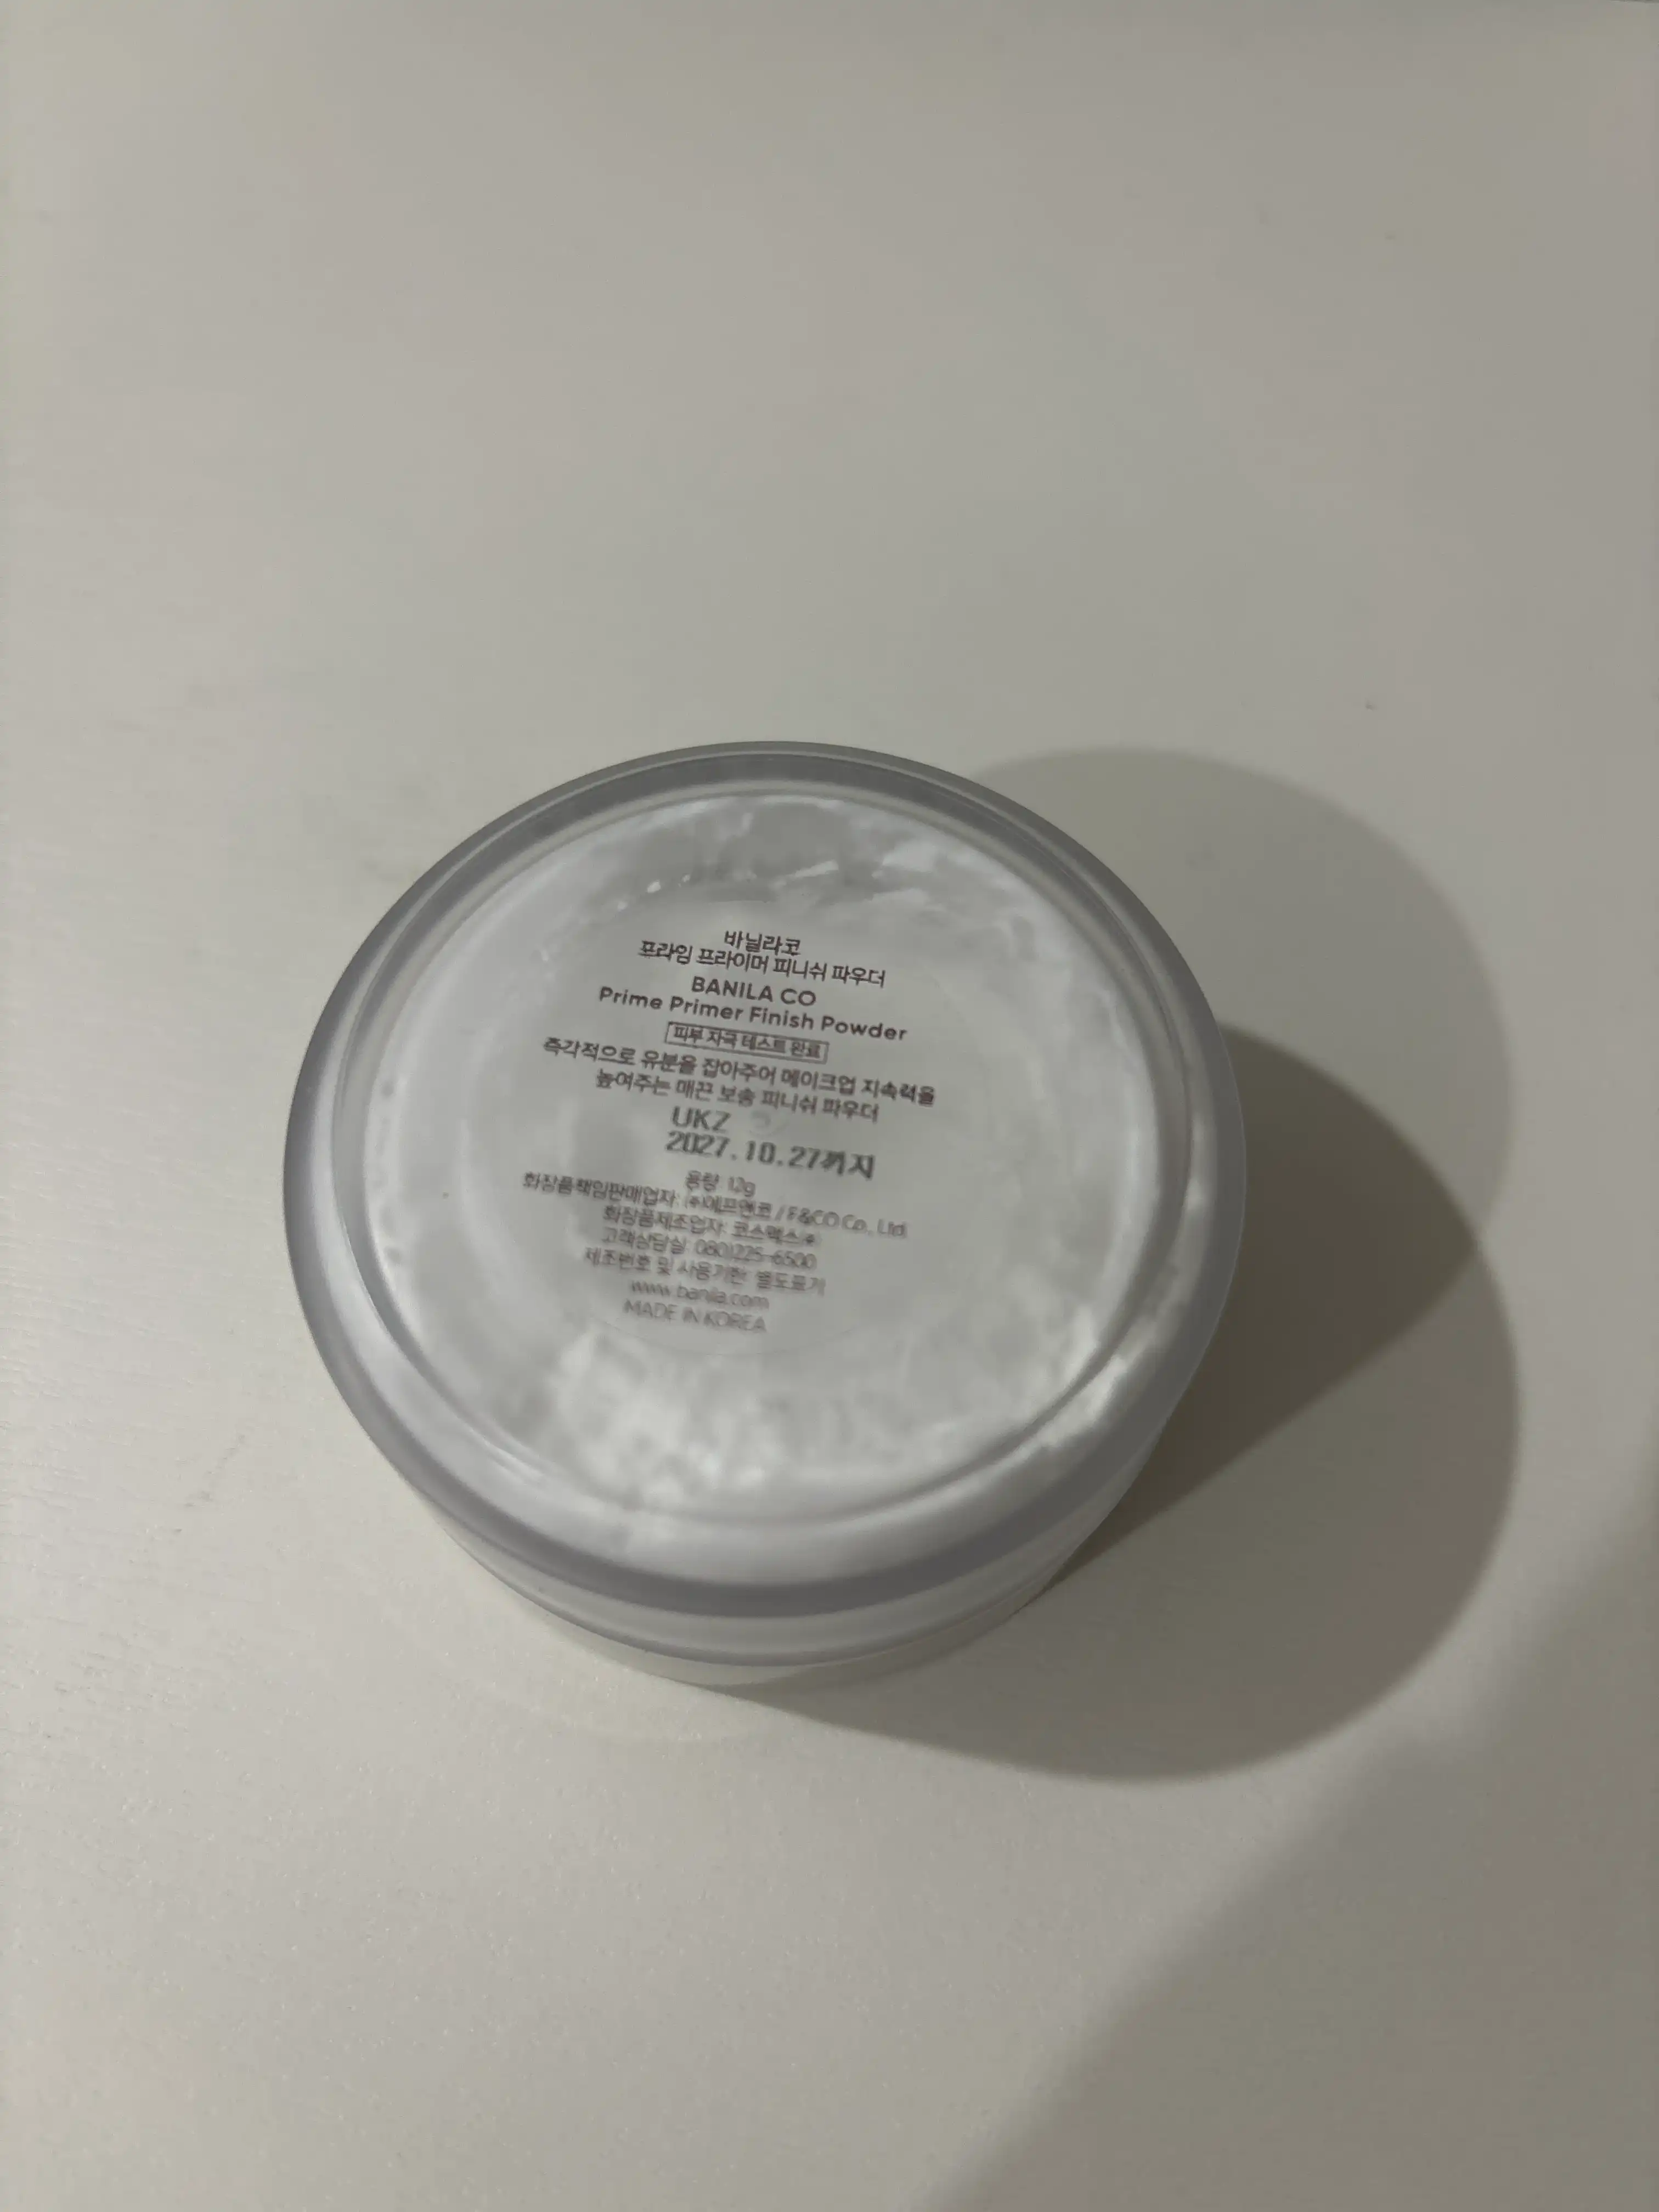 바닐라코
프라임 프라이머 피니쉬 파우더
BANILA CO
Prime Primer Finish Powder
피부 자극 테스트 완료
즉각적으로 유분을 잡아주어 메이크업 지속력을
높여주는 매끈 보송 피니쉬 파우더
UKZ
2027.10.27까지
용량 12g
화장품책임판매업자: ㈜에프앤코 / F&CO Co., Ltd.
화장품제조업자: 코스맥스㈜
고객상담실: 080)225-6500
제조번호 및 사용기한: 별도표기
www.banila.com
MADE IN KOREA